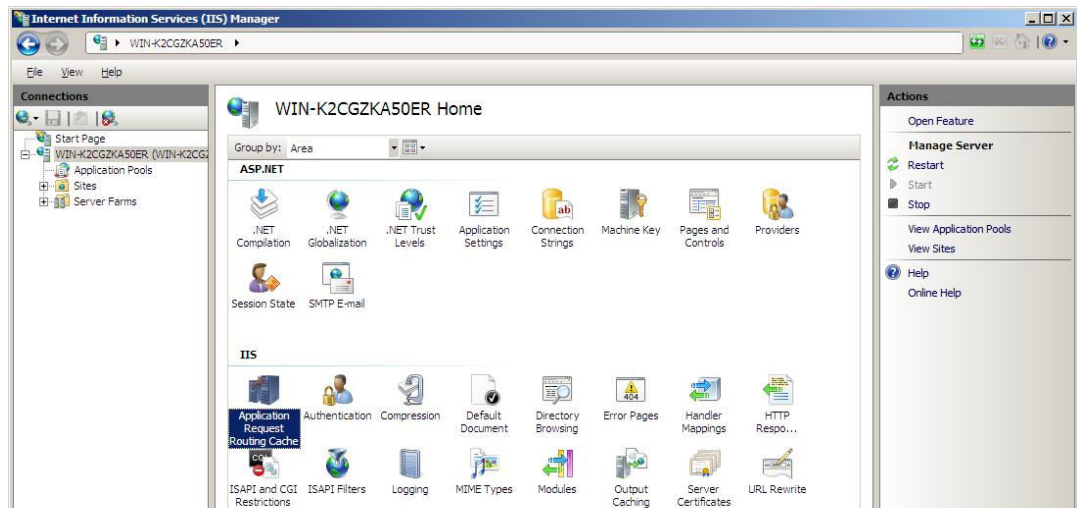 Internet Information Services (IIS) Manager
WIN-K2CGZKA50ER
File View Help
Connections
Start Page
WIN-K2CGZKA50ER (WIN-K2CG
Application Pools
Sites
Server Farms
WIN-K2CGZKA50ER Home
Group by: Area
ASP.NET
.NET Compilation
.NET Globalization
.NET Trust Levels
Application Settings
Connection Strings
Machine Key
Pages and Controls
Providers
Session State
SMTP E-mail
IIS
Application Request Routing Cache
Authentication
Compression
Default Document
Directory Browsing
404
Error Pages
Handler Mappings
HTTP Respo...
ISAPI and CGI Restrictions
ISAPI Filters
Logging
MIME Types
Modules
Output Caching
Server Certificates
URL Rewrite
Actions
Open Feature
Manage Server
Restart
Start
Stop
View Application Pools
View Sites
Help
Online Help